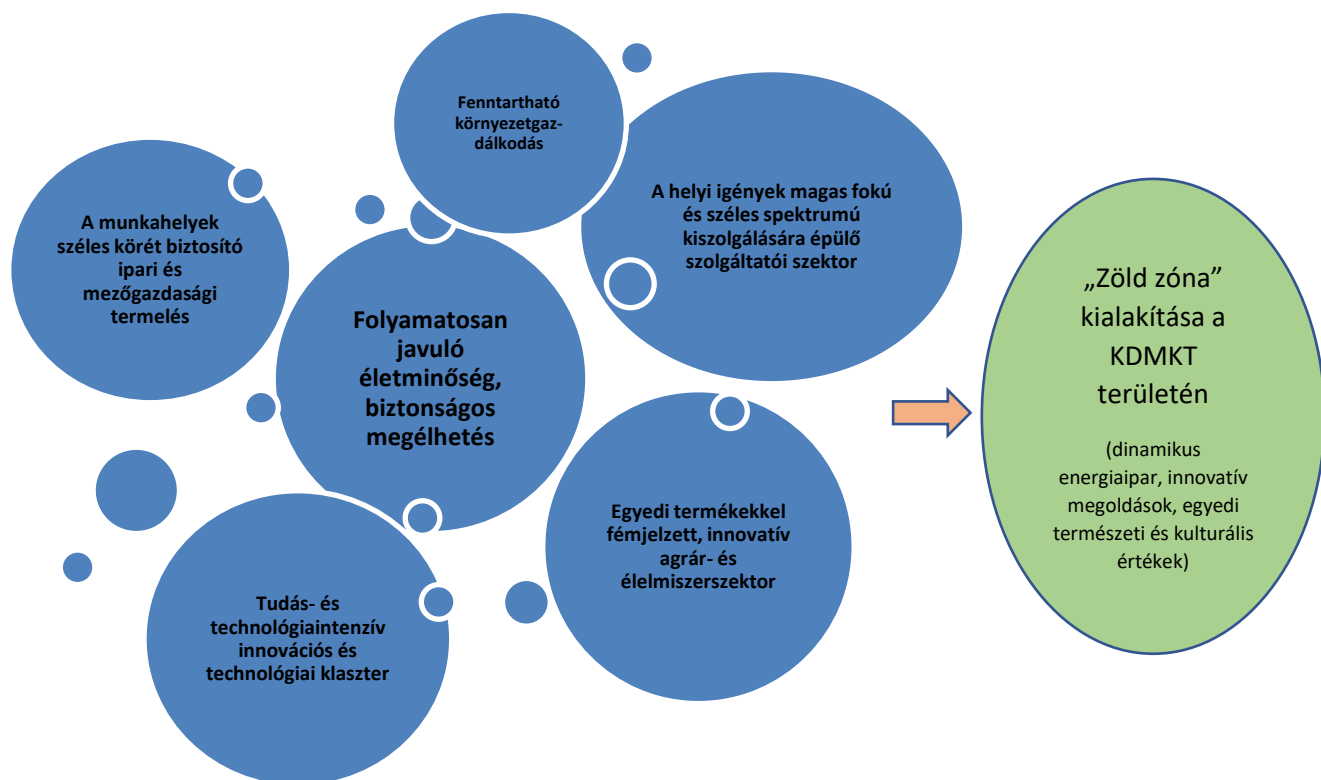 Fenntartható
környezetgaz-
dálkodás
A helyi igények magas fokú
és széles spektrumú
kiszolgálására épülő
szolgáltatói szektor
A munkahelyek
széles körét biztosító
ipari és
mezőgazdasági
termelés
Folyamatosan
javuló
életminőség,
biztonságos
megélhetés
Egyedi termékekkel
fémjelzett, innovatív
agrár- és
élelmiszerszektor
Tudás- és
technológiaintenzív
innovációs és
technológiai klaszter
„Zöld zóna”
kialakítása a
KDMKT
területén
(dinamikus
energiaipar, innovatív
megoldások, egyedi
természeti és kulturális
értékek)